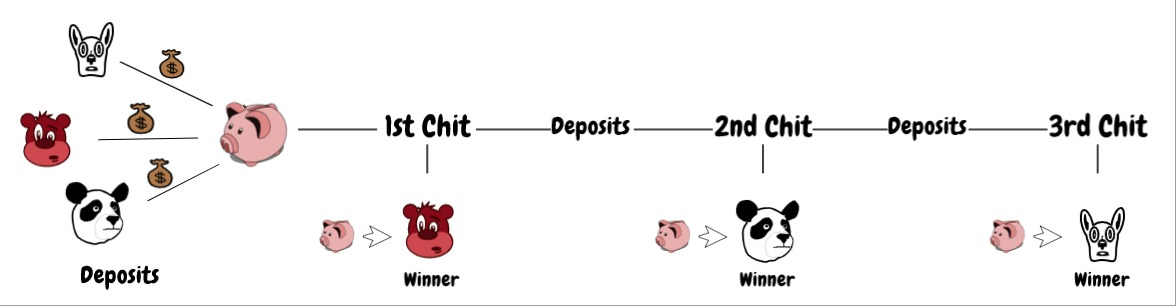 $
$
$
Deposits
1st Chit
Deposits
2nd Chit
Deposits
3rd Chit
Winner
Winner
Winner